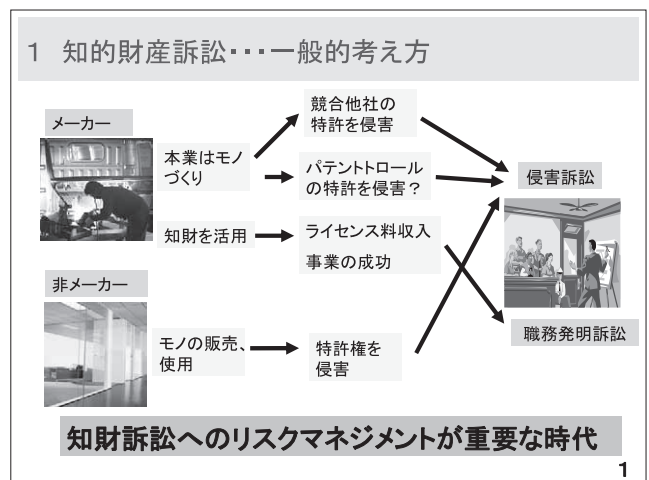 1 知的財産訴訟・・・一般的考え方
メーカー
競合他社の
特許を侵害
本業はモノ
づくり
パテントトロール
の特許を侵害？
侵害訴訟
知財を活用
ライセンス料収入
事業の成功
非メーカー
モノの販売、
使用
特許権を
侵害
職務発明訴訟
知財訴訟へのリスクマネジメントが重要な時代
1